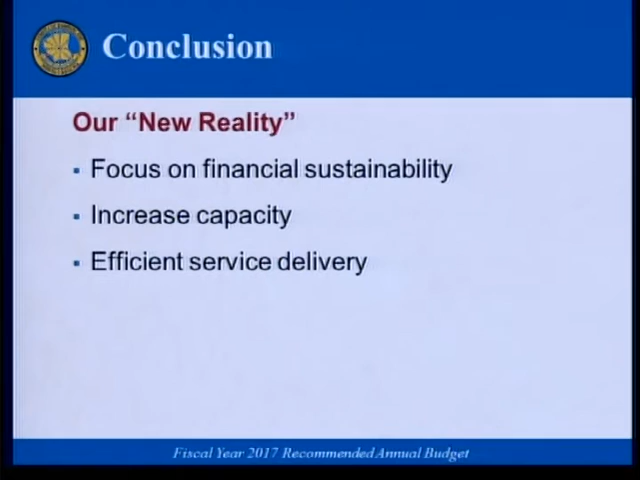 Conclusion
Our “New Reality”
▪ Focus on financial sustainability
▪ Increase capacity
▪ Efficient service delivery
Fiscal Year 2017 Recommended Annual Budget